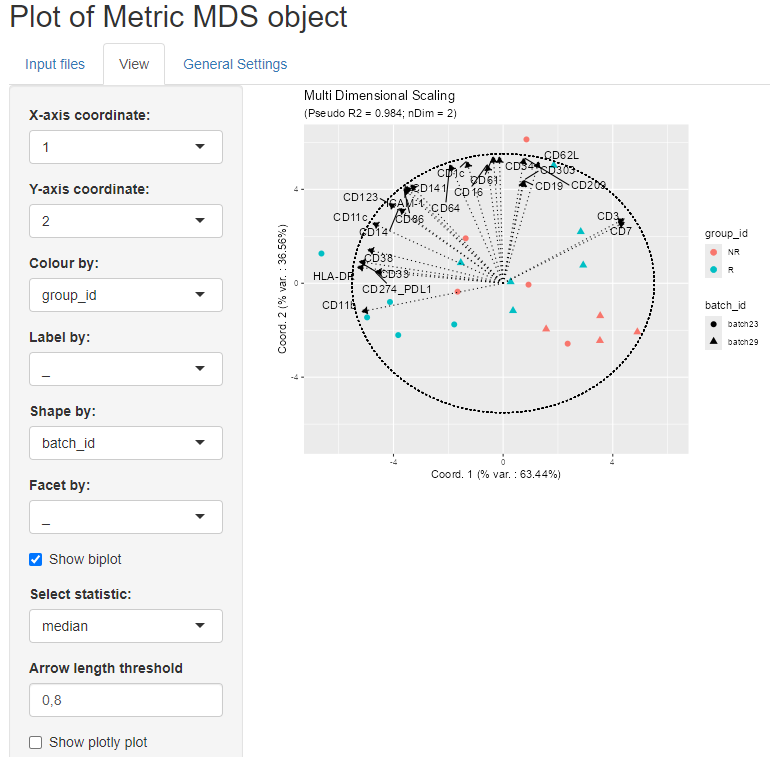 Plot of Metric MDS object
Input files
View
General Settings
X-axis coordinate:
1
Y-axis coordinate:
2
Colour by:
group_id
Label by:
_
Shape by:
batch_id
Facet by:
_
Show biplot
Select statistic:
median
Arrow length threshold
0,8
Show plotly plot
Multi Dimensional Scaling
(Pseudo R2 = 0.984; nDim = 2)
Coord. 2 (% var. : 36.56%)
4
0
-4
CD62L
CD1c
CD34
CD303
CD61
CD141
CD16
CD19
CD209
CD123
ICAM-1
CD64
CD11c
CD86
CD3
CD14
CD7
CD38
HLA-DR
CD33
CD274_PDL1
CD11b
-4
0
4
Coord. 1 (% var. : 63.44%)
group_id
NR
R
batch_id
batch23
batch29